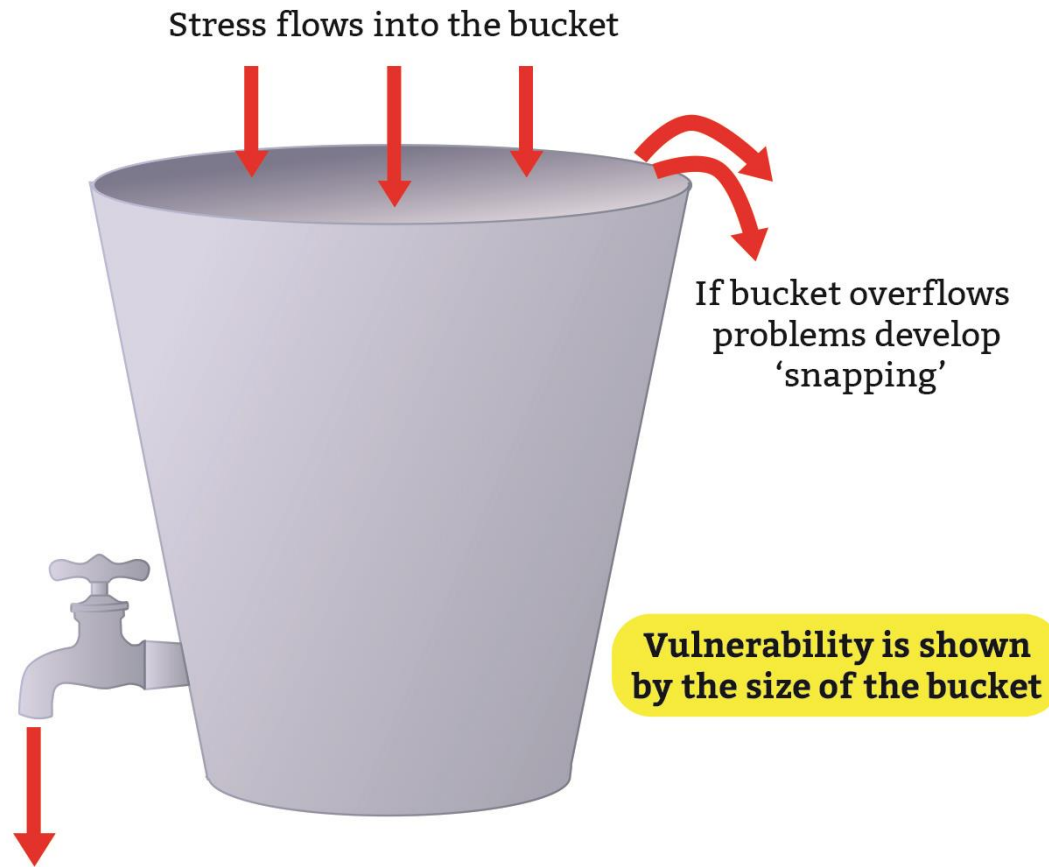 Stress flows into the bucket
If bucket overflows
problems develop
‘snapping’
Vulnerability is shown
by the size of the bucket